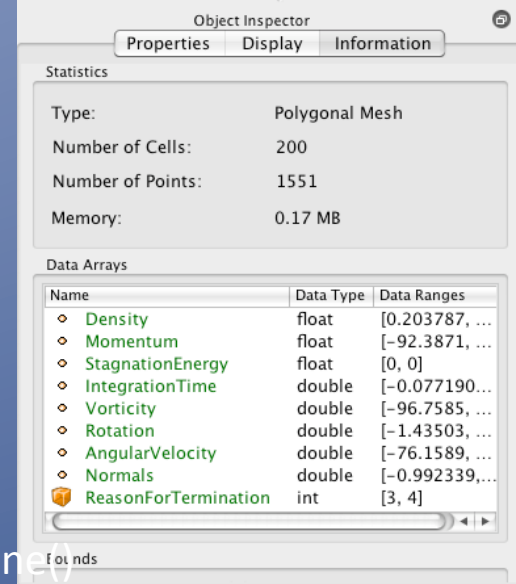 Object Inspector
Properties Display Information
Statistics
Type: Polygonal Mesh
Number of Cells: 200
Number of Points: 1551
Memory: 0.17 MB
Data Arrays
Name Data Type Data Ranges
Density float [0.203787, ...
Momentum float [-92.3871, ...
StagnationEnergy float [0, 0]
IntegrationTime double [-0.077190...
Vorticity double [-96.7585, ...
Rotation double [-1.43503, ...
AngularVelocity double [-76.1589, ...
Normals double [-0.992339,...
ReasonForTermination int [3, 4]
ne()
Bounds